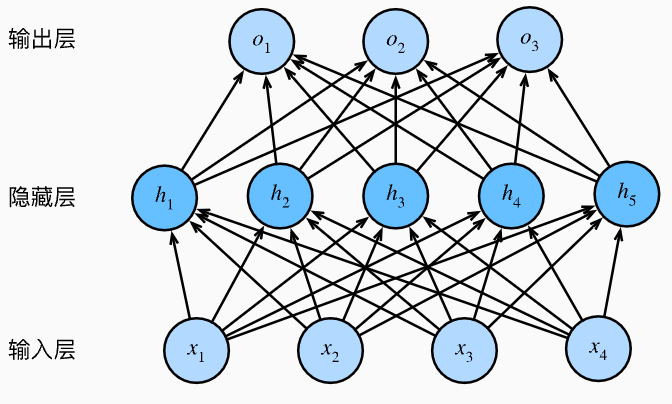 输出层 o1 o2 o3
隐藏层 h1 h2 h3 h4 h5
输入层 x1 x2 x3 x4